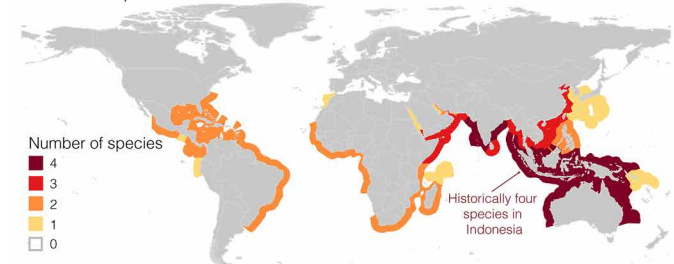 Number of species
4
3
2
1
0
Historically four
species in
Indonesia